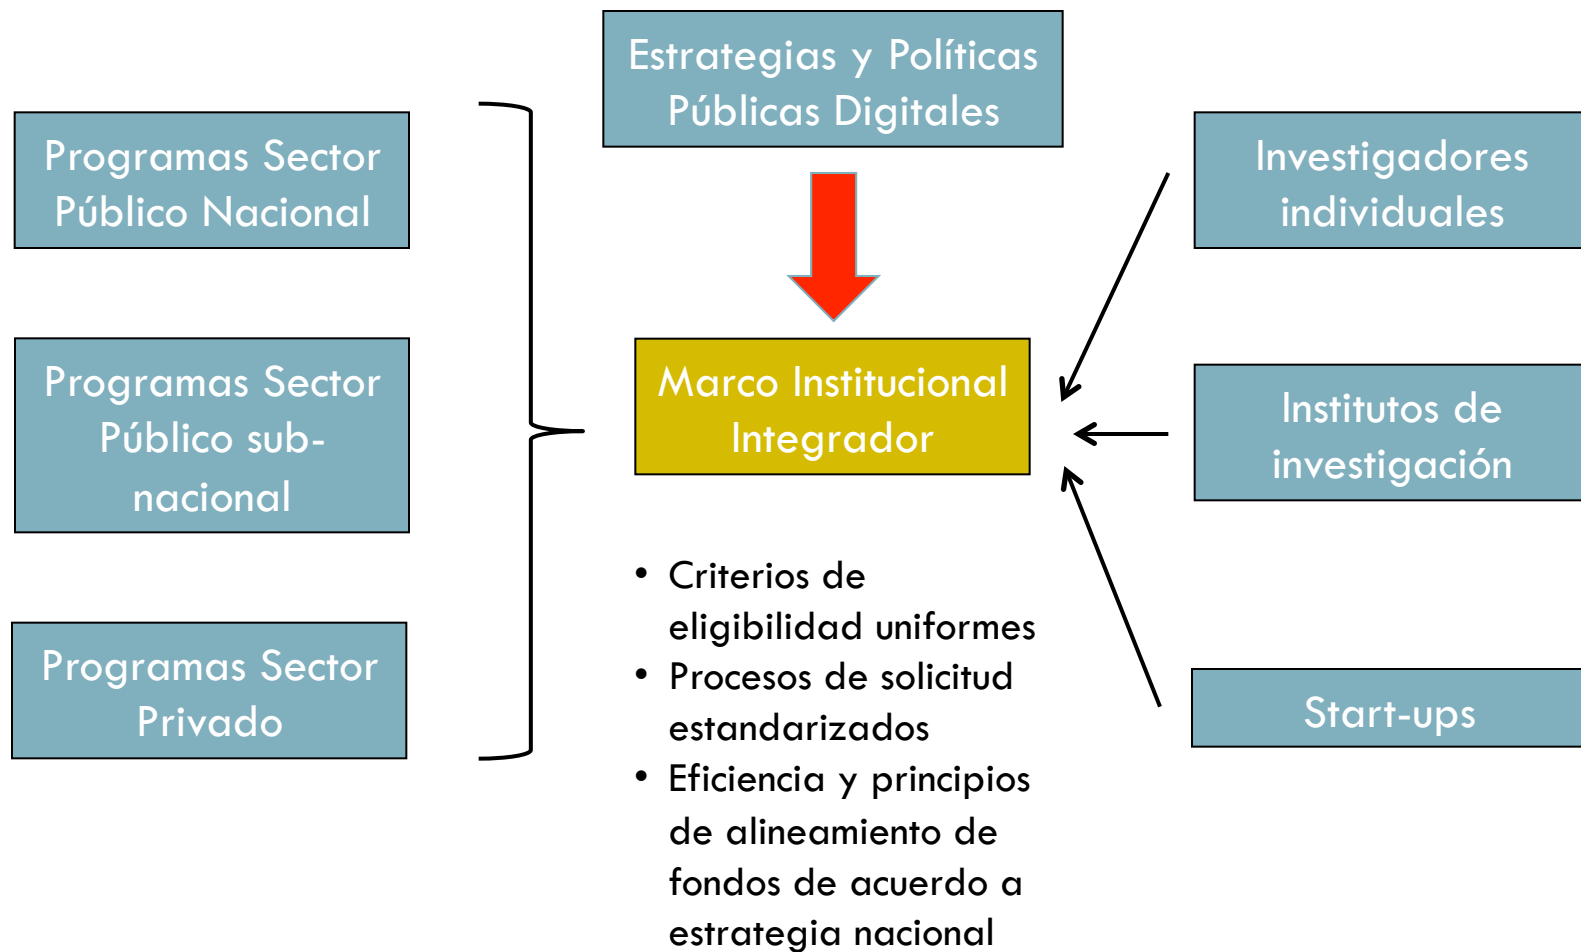 Estrategias y Políticas
Públicas Digitales
Programas Sector
Público Nacional
Programas Sector
Público sub-
nacional
Programas Sector
Privado
Marco Institucional
Integrador
• Criterios de
eligibilidad uniformes
• Procesos de solicitud
estandarizados
• Eficiencia y principios
de alineamiento de
fondos de acuerdo a
estrategia nacional
Investigadores
individuales
Institutos de
investigación
Start-ups